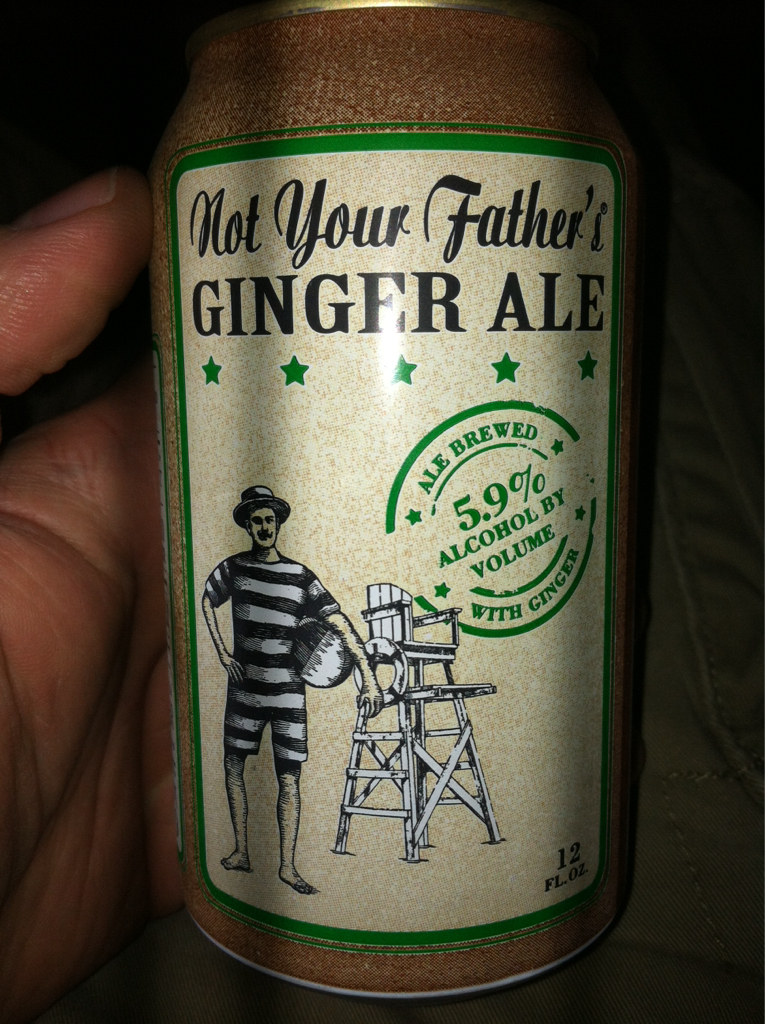 Not Your Father's®
GINGER ALE
ALE BREWED
5.9%
ALCOHOL BY
VOLUME
WITH GINGER
12
FL. OZ.